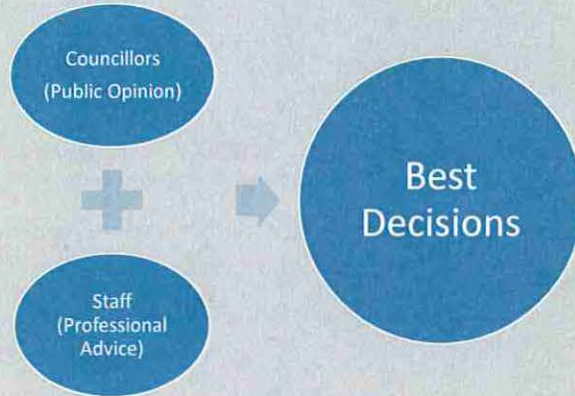 Councillors
(Public Opinion)
Staff
(Professional
Advice)
Best
Decisions